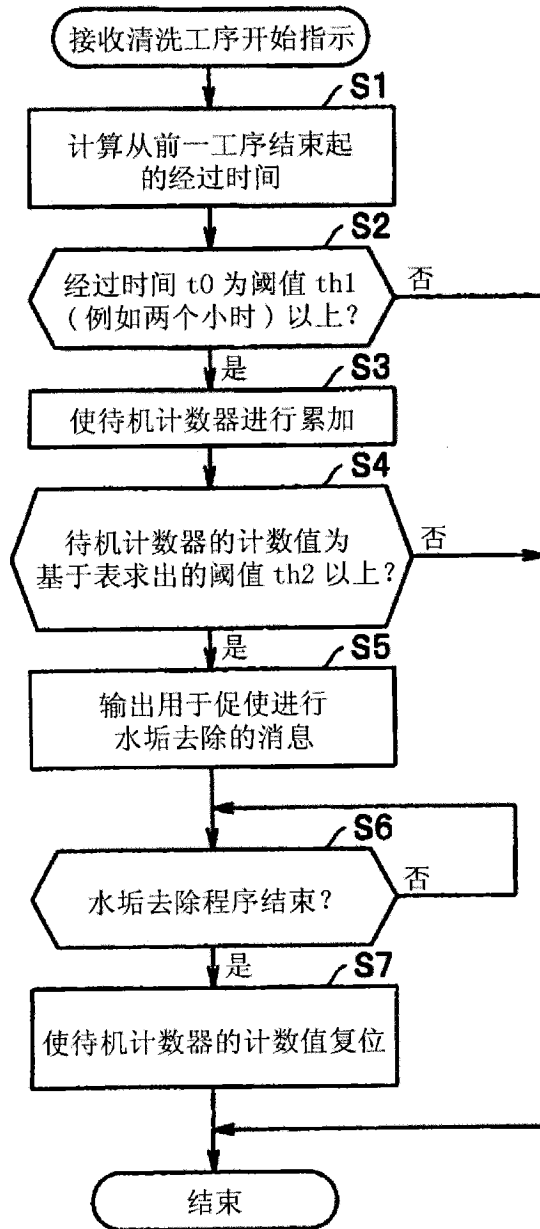 接收清洗工序开始指示
S1
计算从前一工序结束起
的经过时间
S2
经过时间 t0 为阈值 th1
(例如两个小时)以上?
否
是
S3
使待机计数器进行累加
S4
待机计数器的计数值为
基于表求出的阈值 th2 以上?
否
是
S5
输出用于促使进行
水垢去除的消息
S6
水垢去除程序结束?
否
是
S7
使待机计数器的计数值复位
结束